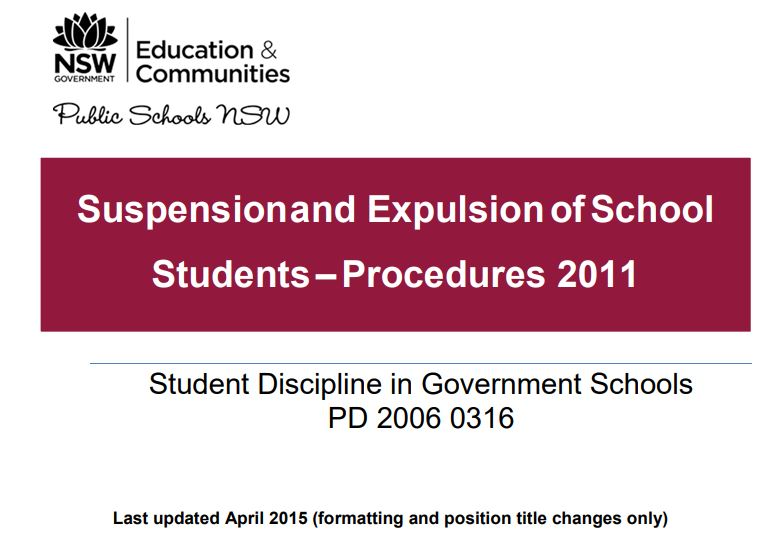 NSW
GOVERNMENT
Education &
Communities
Public Schools NSW
Suspension and Expulsion of School
Students – Procedures 2011
Student Discipline in Government Schools
PD 2006 0316
Last updated April 2015 (formatting and position title changes only)